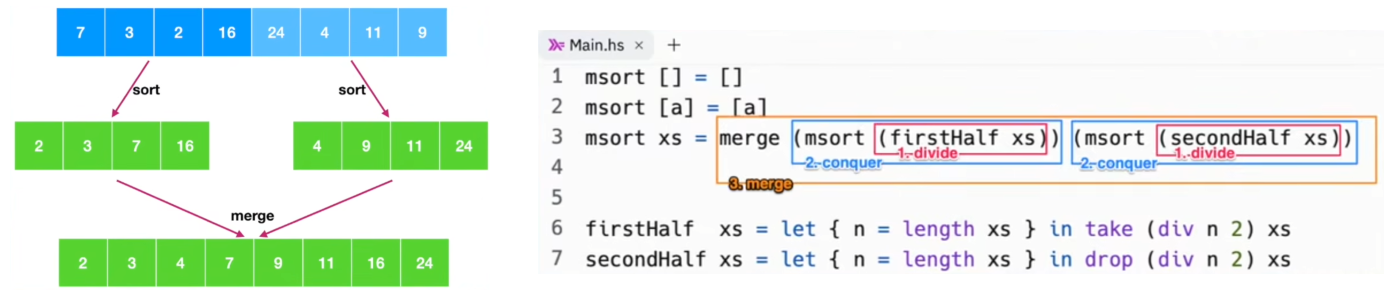 7 3 2 16 24 4 11 9
sort sort
2 3 7 16 4 9 11 24
merge
2 3 4 7 9 11 16 24
Main.hs × +
1 msort [] = []
2 msort [a] = [a]
3 msort xs = merge (msort (firstHalf xs)) (msort (secondHalf xs))
1. divide 1. divide
2. conquer 2. conquer
4
3. merge
5
6 firstHalf xs = let { n = length xs } in take (div n 2) xs
7 secondHalf xs = let { n = length xs } in drop (div n 2) xs